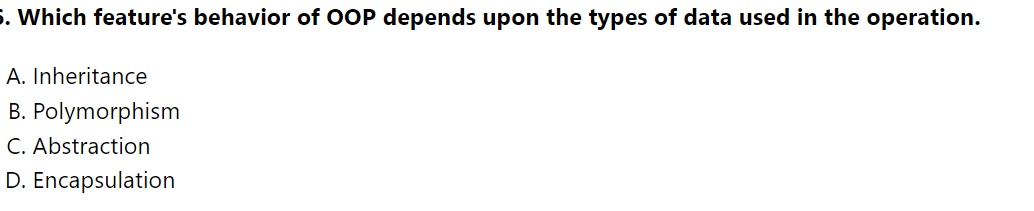 . Which feature's behavior of OOP depends upon the types of data used in the operation.
A. Inheritance
B. Polymorphism
C. Abstraction
D. Encapsulation